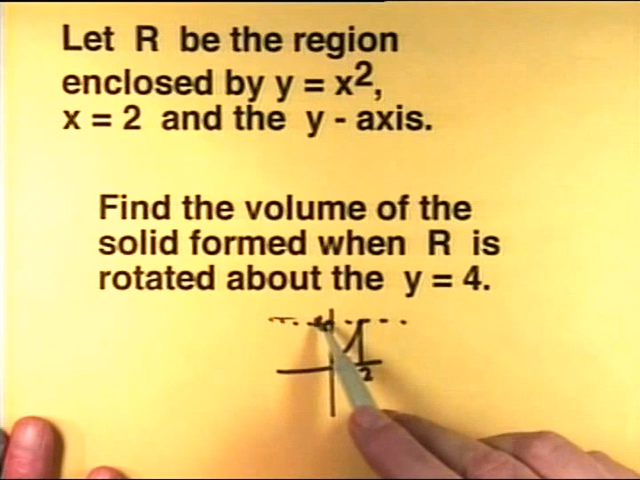 Let R be the region
enclosed by y = x²,
x = 2 and the y - axis.
Find the volume of the
solid formed when R is
rotated about the y = 4.
2